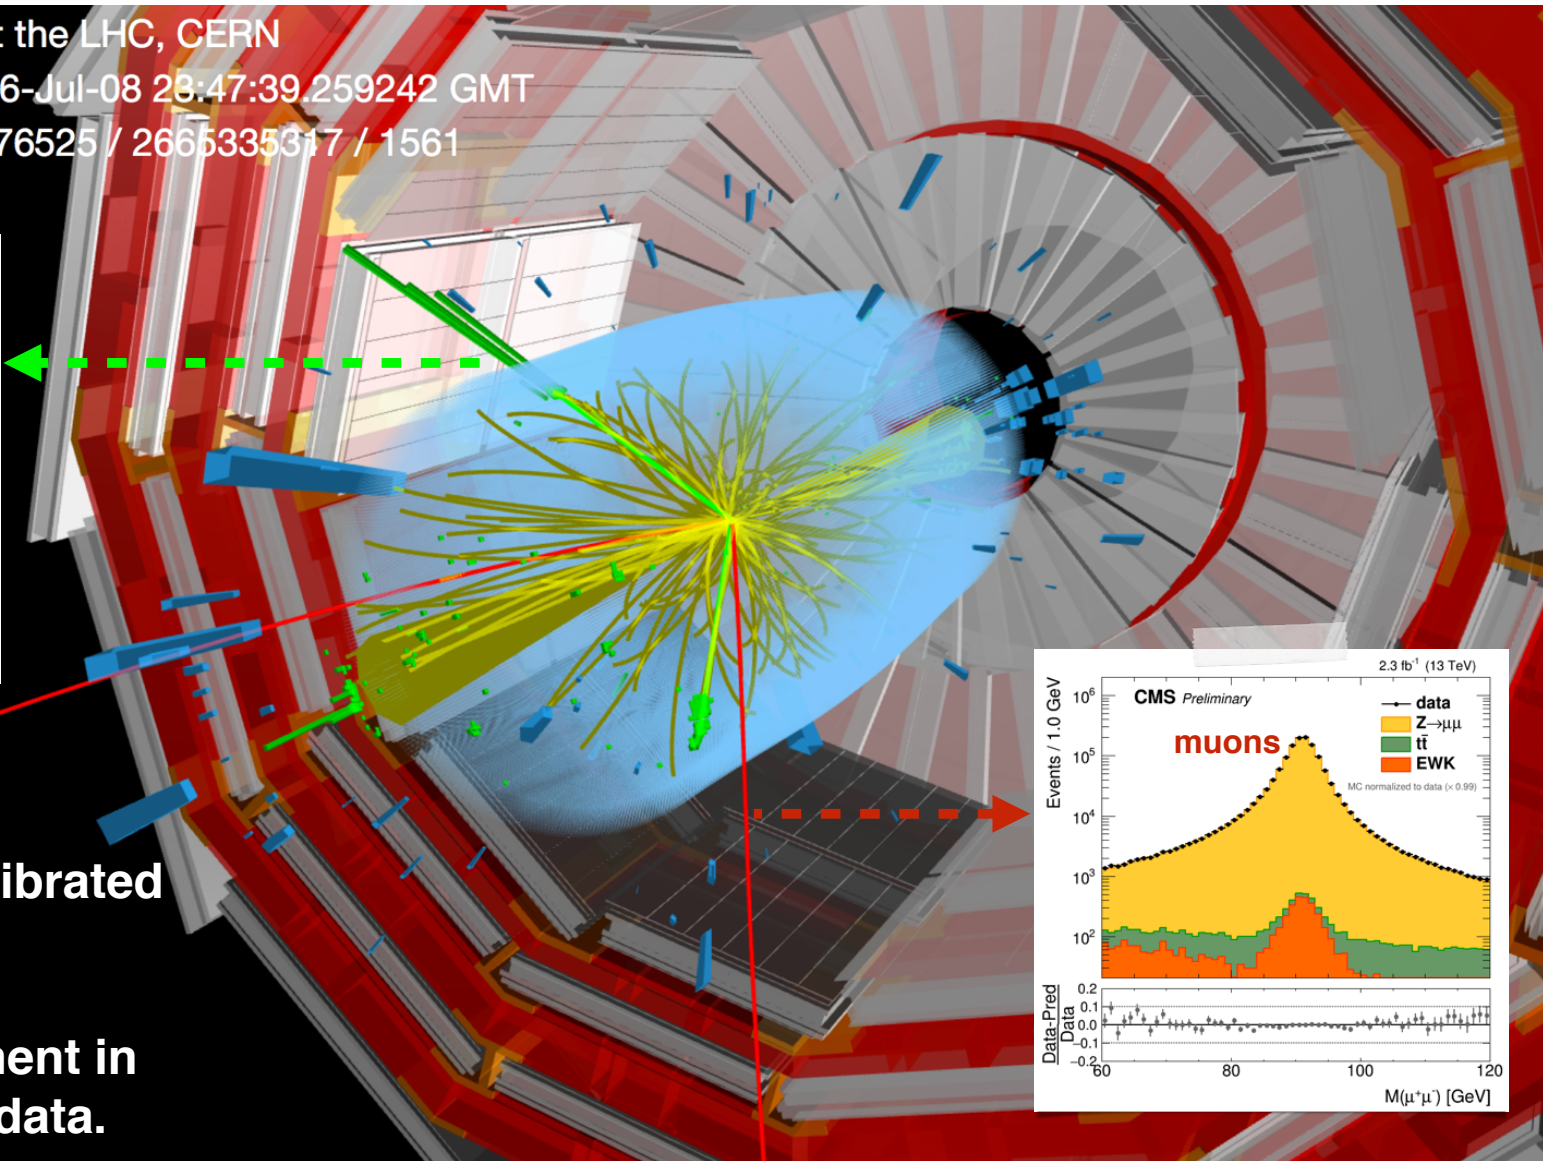 t the LHC, CERN
6-Jul-08 23:47:39.259242 GMT
76525 / 2665335317 / 1561
ibrated
nent in
data.
2.3 fb⁻¹ (13 TeV)
CMS Preliminary
Events / 1.0 GeV
10⁶
10⁵
10⁴
10³
10²
muons
data
Z→μμ
tt̄
EWK
MC normalized to data (× 0.99)
Data-Pred
Data
0.2
0.1
0.0
−0.1
−0.2
60 80 100 120
M(μ⁺μ⁻) [GeV]